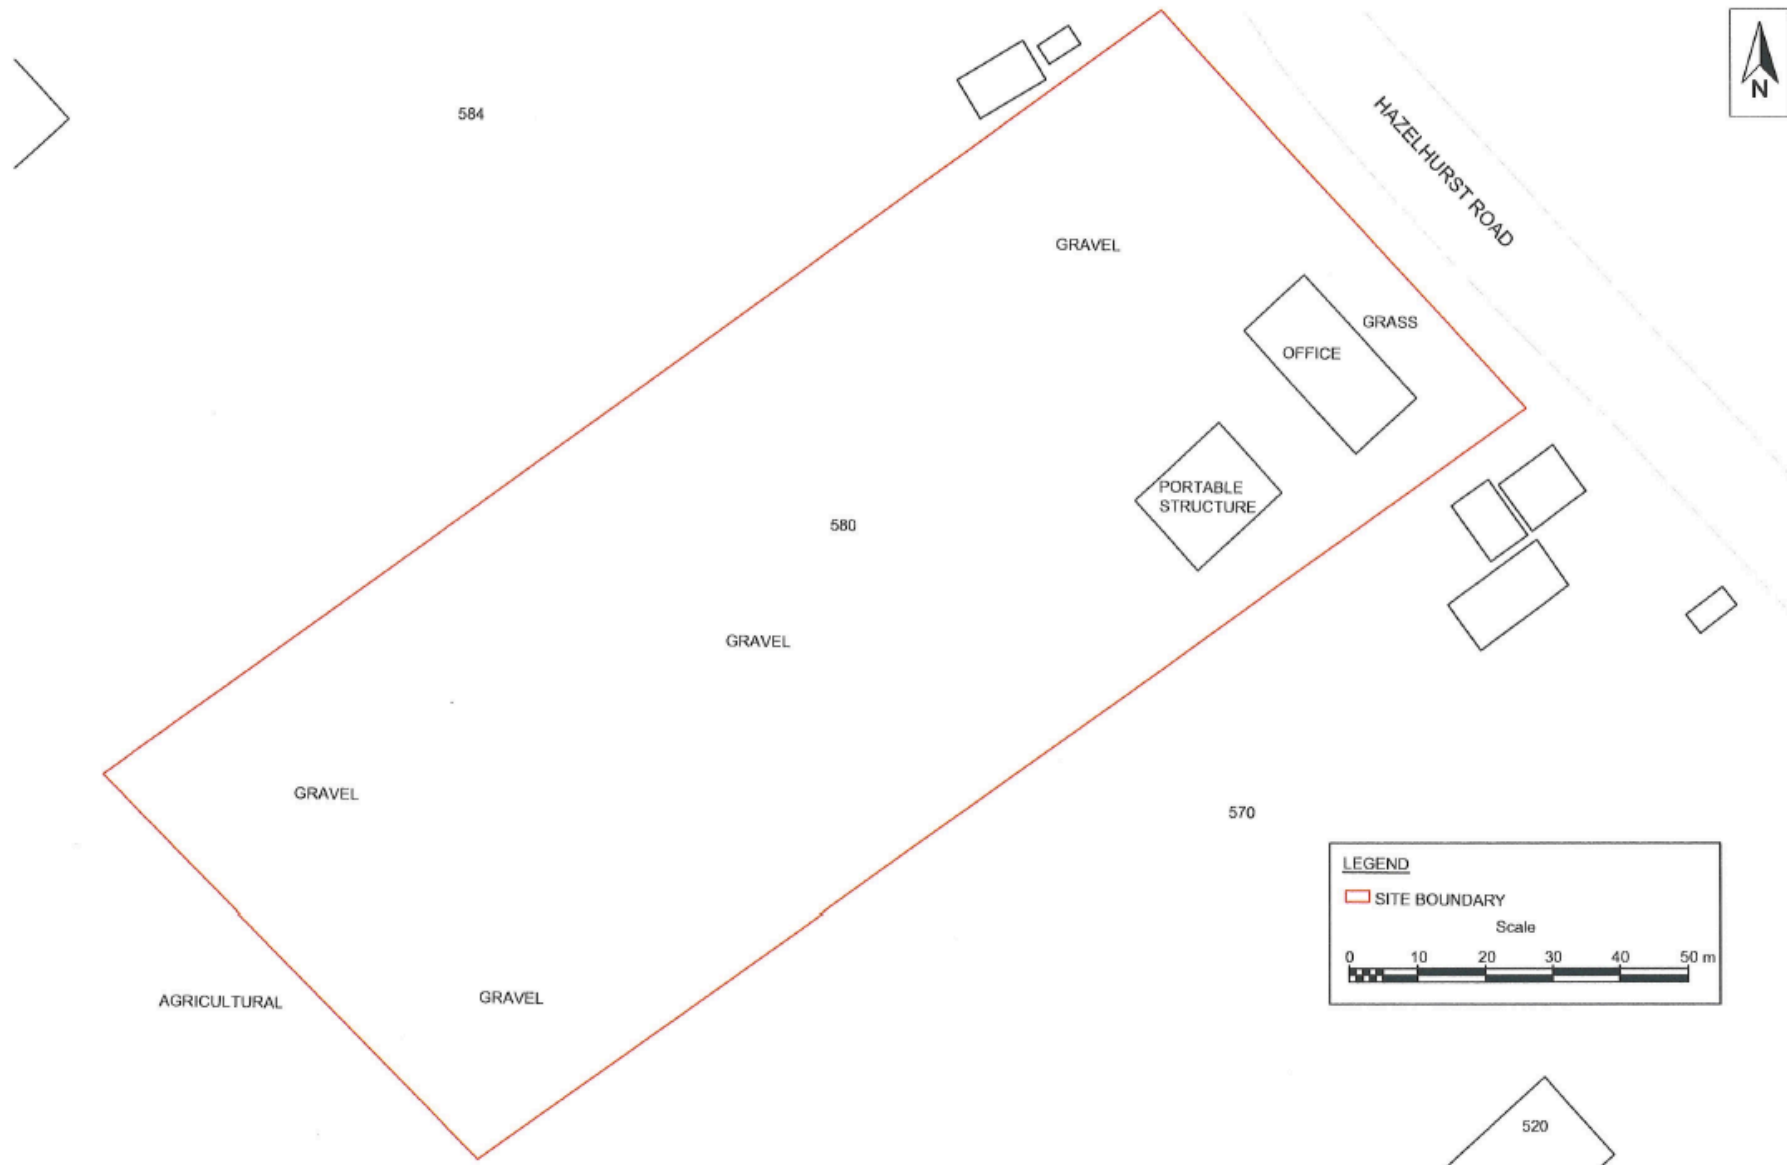 584
N
HAZELHURST ROAD
GRAVEL
GRASS
OFFICE
PORTABLE
STRUCTURE
580
GRAVEL
GRAVEL
570
LEGEND
SITE BOUNDARY
Scale
0 10 20 30 40 50 m
AGRICULTURAL
GRAVEL
520